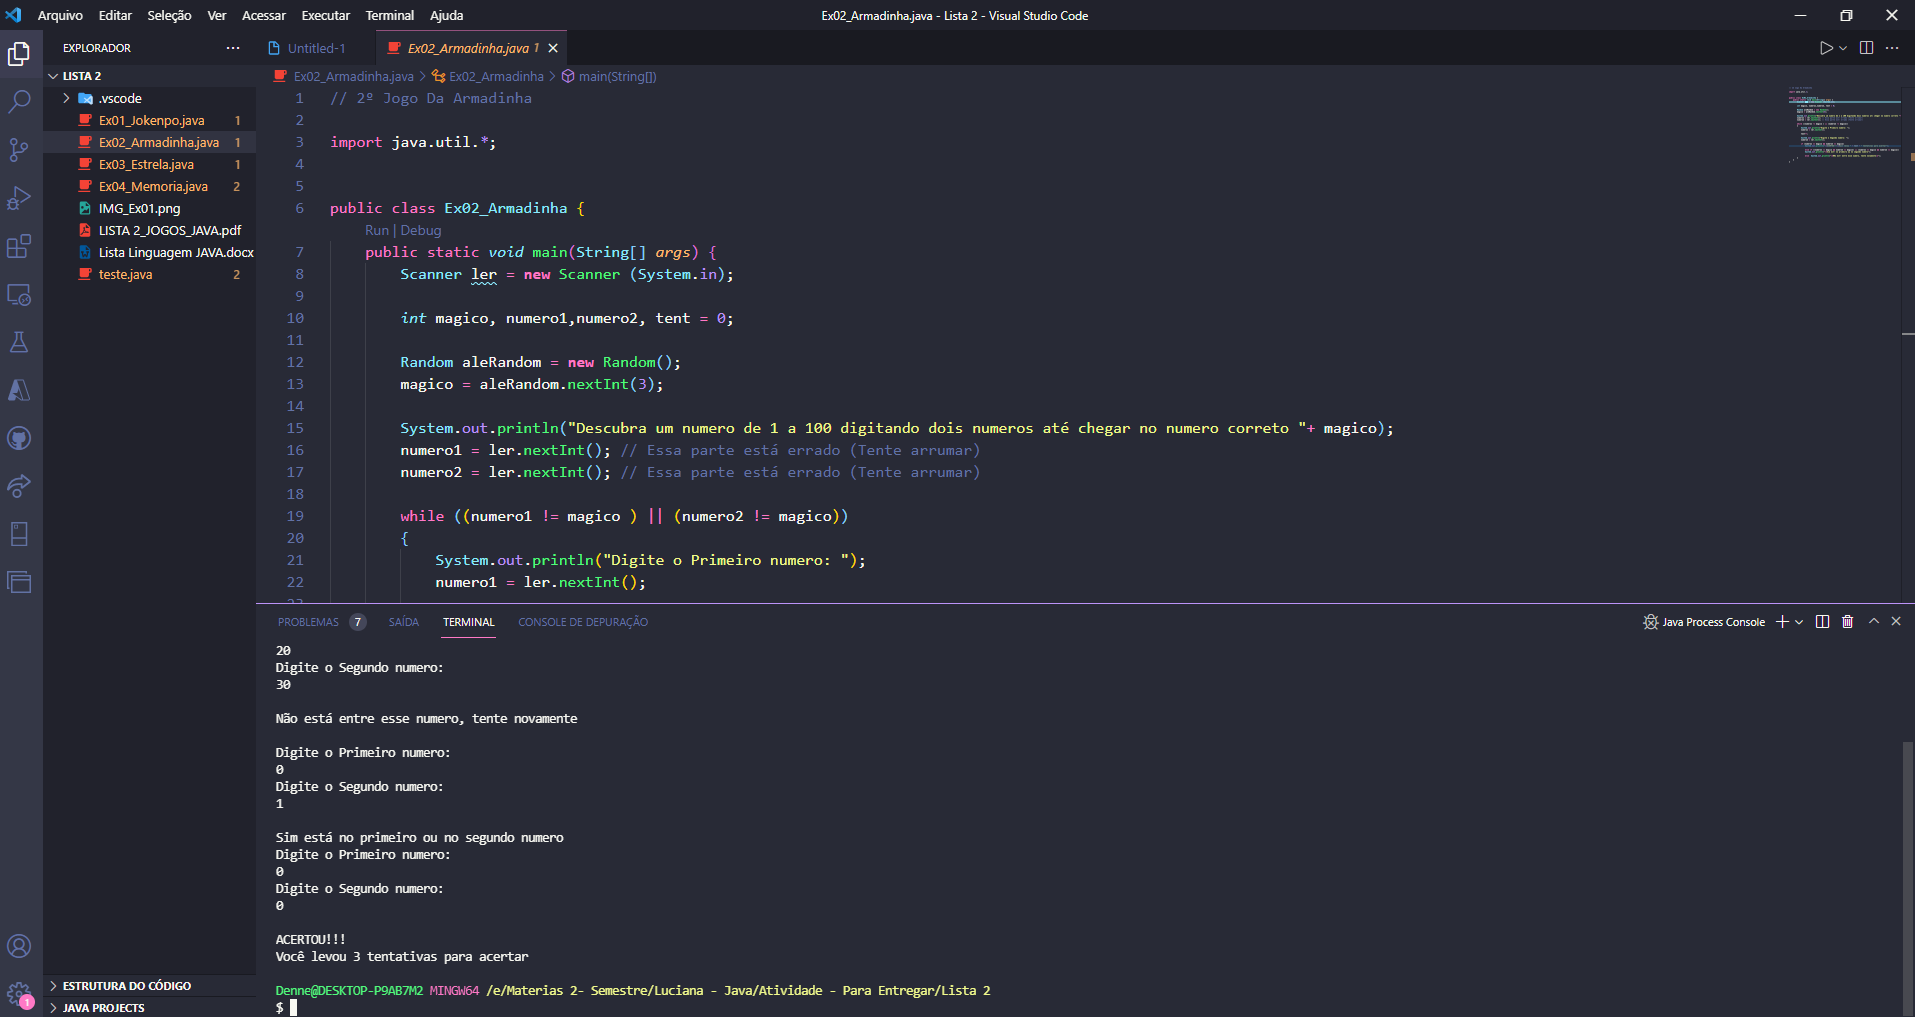 Arquivo Editar Seleção Ver Acessar Executar Terminal Ajuda
Ex02_Armadinha.java - Lista 2 - Visual Studio Code
EXPLORADOR
Untitled-1
Ex02_Armadinha.java 1
LISTA 2
.vscode
Ex01_Jokenpo.java 1
Ex02_Armadinha.java 1
Ex03_Estrela.java 1
Ex04_Memoria.java 2
IMG_Ex01.png
LISTA 2_JOGOS_JAVA.pdf
Lista Linguagem JAVA.docx
teste.java 2
ESTRUTURA DO CÓDIGO
JAVA PROJECTS
1
Ex02_Armadinha.java > Ex02_Armadinha > main(String[])
1 // 2º Jogo Da Armadinha
2
3 import java.util.*;
4
5
6 public class Ex02_Armadinha {
Run | Debug
7 public static void main(String[] args) {
8 Scanner ler = new Scanner (System.in);
9
10 int magico, numero1,numero2, tent = 0;
11
12 Random aleRandom = new Random();
13 magico = aleRandom.nextInt(3);
14
15 System.out.println("Descubra um numero de 1 a 100 digitando dois numeros até chegar no numero correto "+ magico);
16 numero1 = ler.nextInt(); // Essa parte está errado (Tente arrumar)
17 numero2 = ler.nextInt(); // Essa parte está errado (Tente arrumar)
18
19 while ((numero1 != magico ) || (numero2 != magico))
20 {
21 System.out.println("Digite o Primeiro numero: ");
22 numero1 = ler.nextInt();
PROBLEMAS 7 SAÍDA TERMINAL CONSOLE DE DEPURAÇÃO
Java Process Console
20
Digite o Segundo numero:
30
Não está entre esse numero, tente novamente
Digite o Primeiro numero:
0
Digite o Segundo numero:
1
Sim está no primeiro ou no segundo numero
Digite o Primeiro numero:
0
Digite o Segundo numero:
0
ACERTOU!!!
Você levou 3 tentativas para acertar
Denne@DESKTOP-P9AB7M2 MINGW64 /e/Materias 2- Semestre/Luciana - Java/Atividade - Para Entregar/Lista 2
$